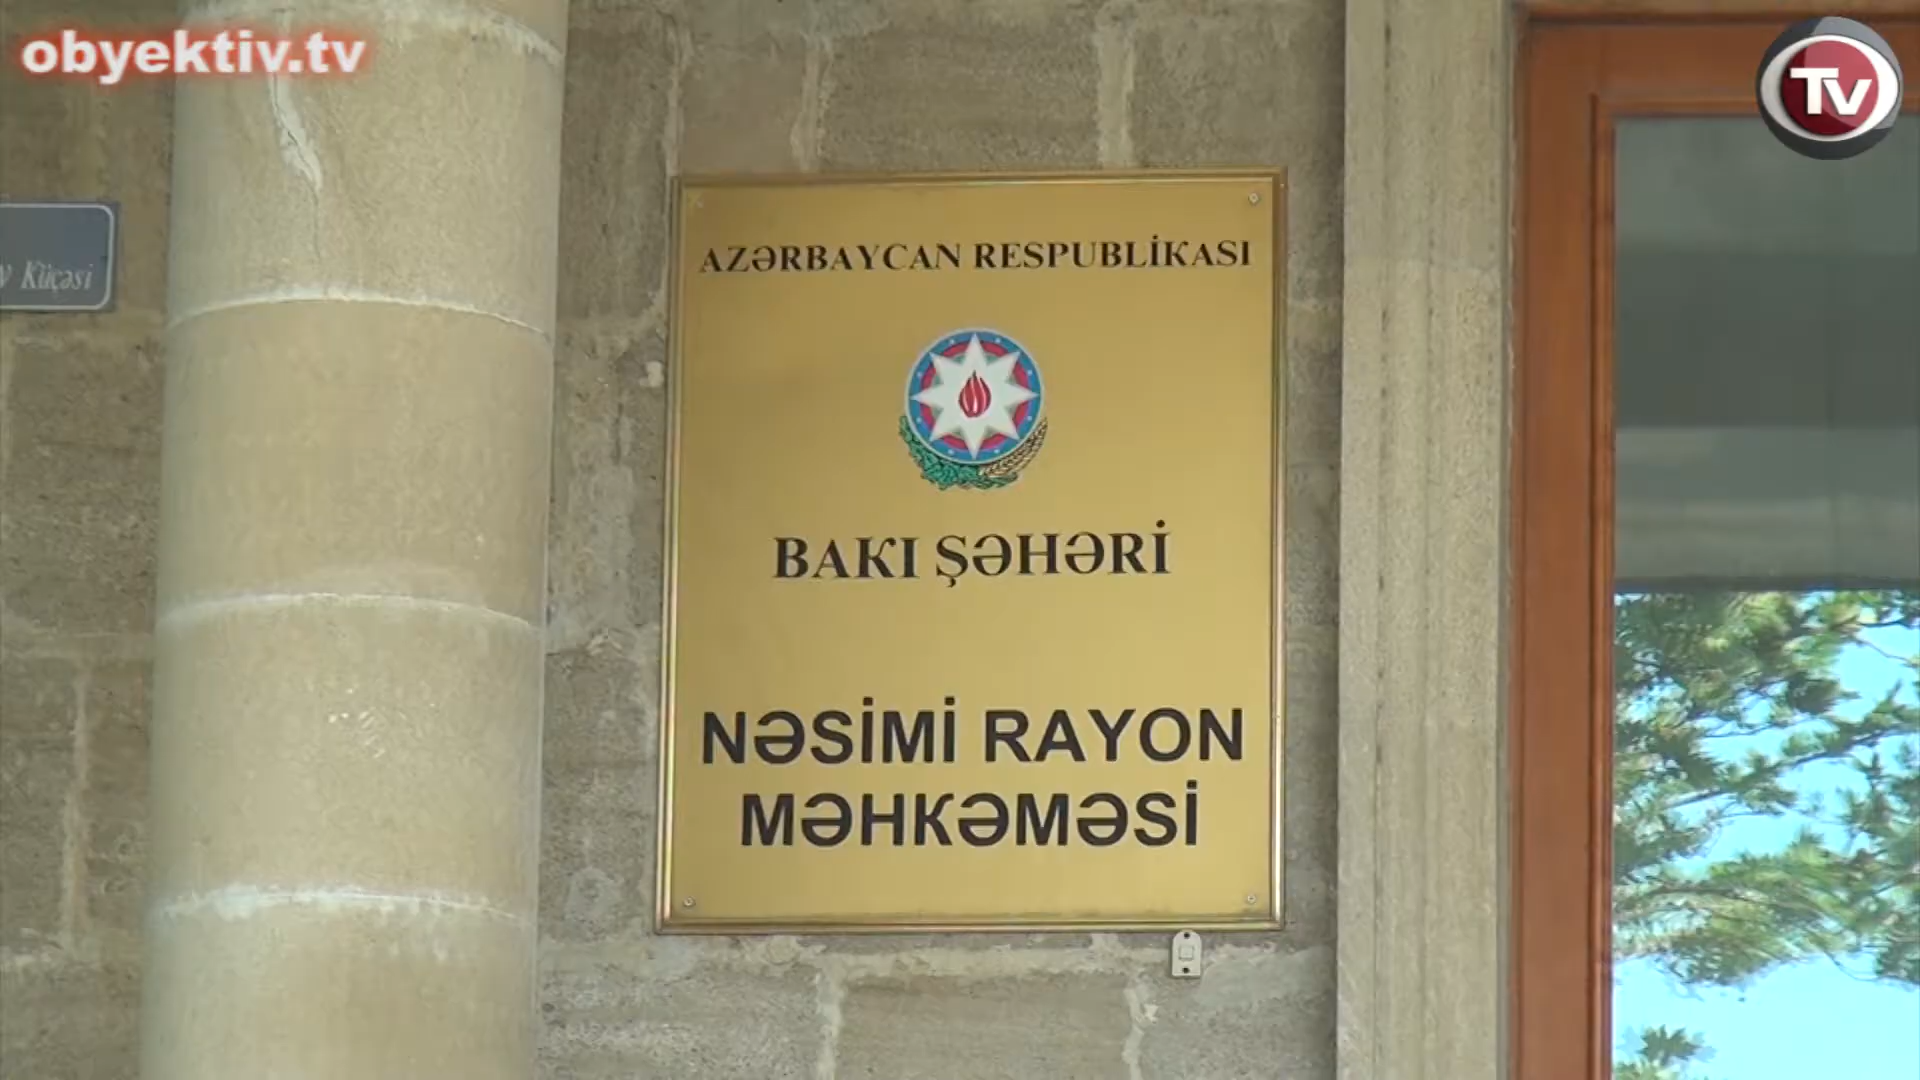 obyektiv.tv
TV
Küçəsi
AZƏRBAYCAN RESPUBLİKASI
BAKI ŞƏHƏRİ
NƏSİMİ RAYON
MƏHKƏMƏSİ